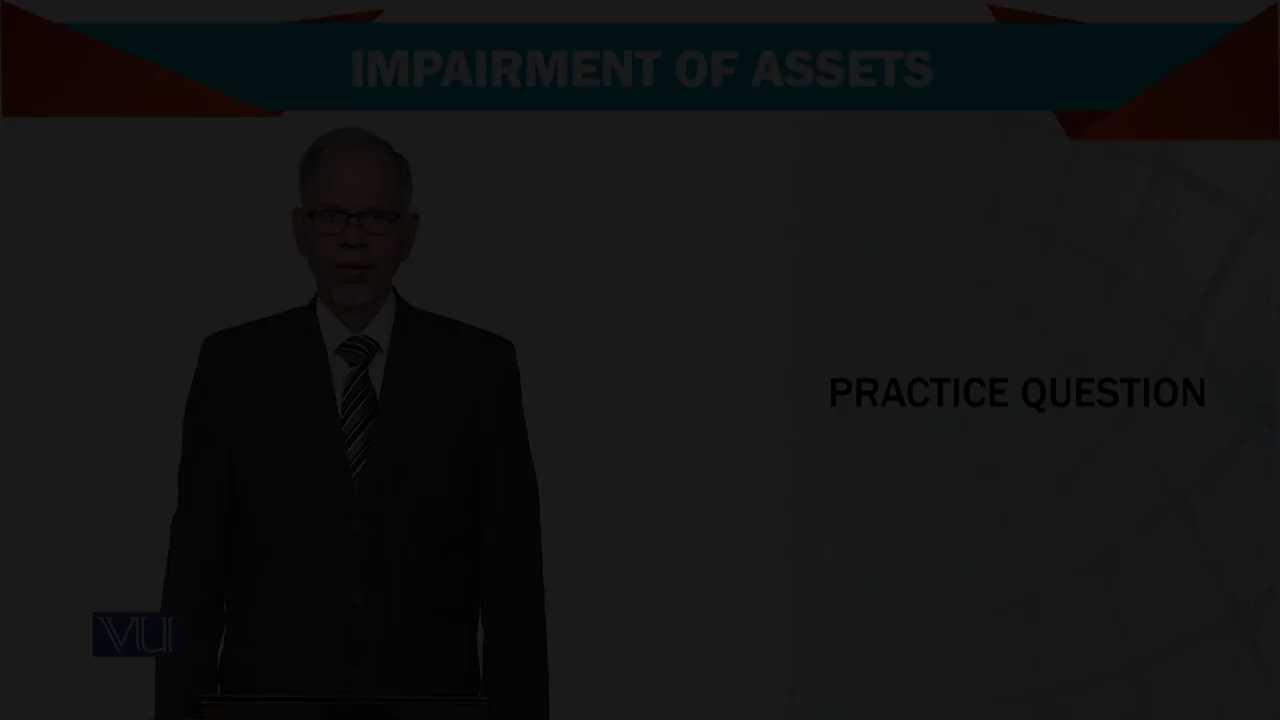 IMPAIRMENT OF ASSETS
PRACTICE QUESTION
VU